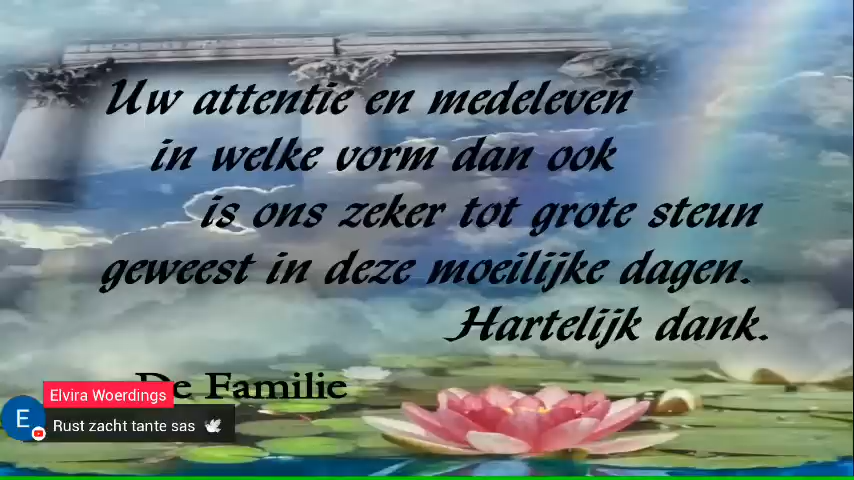 Uw attentie en medeleven
in welke vorm dan ook
is ons zeker tot grote steun
geweest in deze moeilijke dagen.
Hartelijk dank.
De Familie
Elvira Woerdings
E
Rust zacht tante sas 🕊